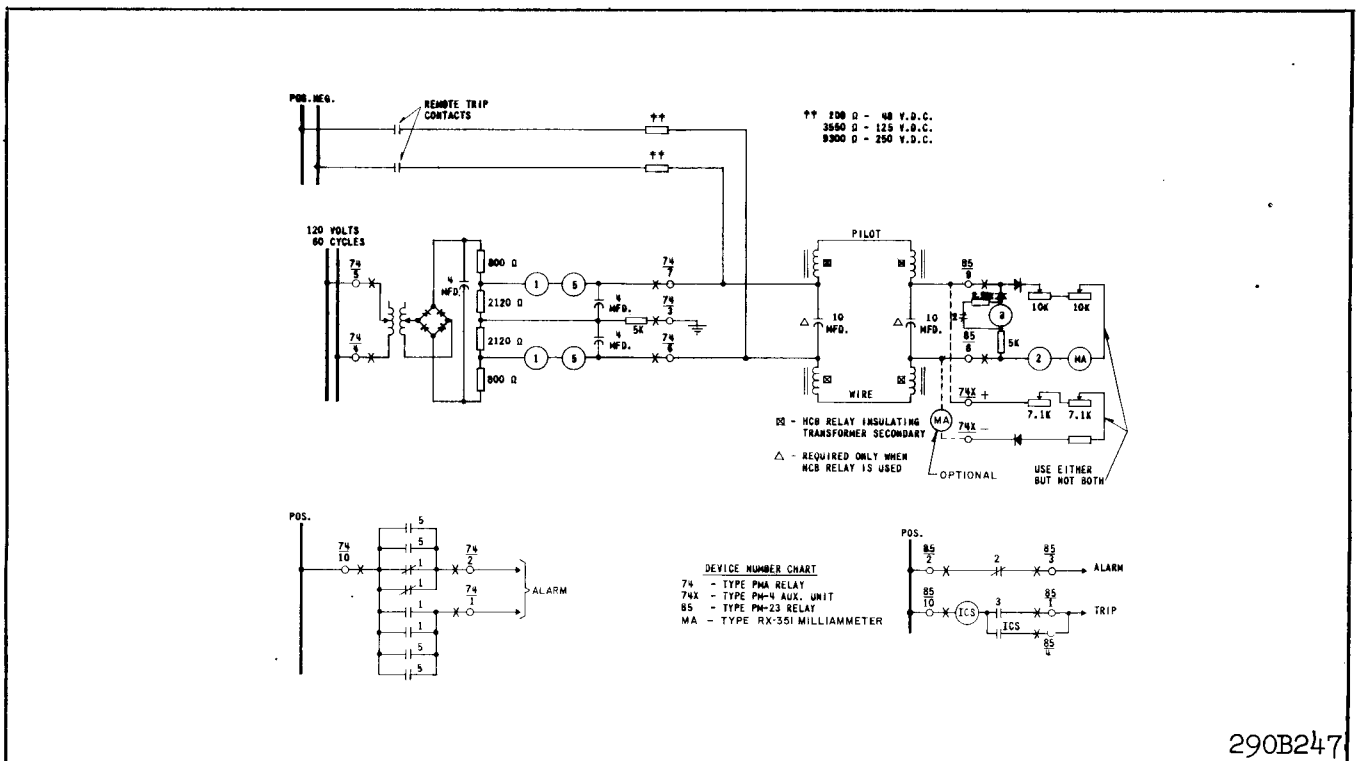 POS. NEG.
REMOTE TRIP
CONTACTS
††
††
†† 200 Ω - 48 V.D.C.
3550 Ω - 125 V.D.C.
9300 Ω - 250 V.D.C.
120 VOLTS
60 CYCLES
74
5
74
4
4
MFD.
800 Ω
2120 Ω
2120 Ω
800 Ω
1
5
1
5
4
MFD.
4
MFD.
5K
74
7
74
3
74
6
PILOT
WIRE
△ 10
MFD.
△ 10
MFD.
85
9
85
8
3
5K
10K
10K
2
MA
74X +
74X -
7.1K
7.1K
MA
OPTIONAL
USE EITHER
BUT NOT BOTH
⊠ - HCB RELAY INSULATING
TRANSFORMER SECONDARY
△ - REQUIRED ONLY WHEN
HCB RELAY IS USED
POS.
74
10
5
5
1
1
1
1
5
5
74
2
74
1
ALARM
DEVICE NUMBER CHART
74 - TYPE PMA RELAY
74X - TYPE PM-4 AUX. UNIT
85 - TYPE PM-23 RELAY
MA - TYPE RX-351 MILLIAMMETER
POS.
85
2
2
85
3
ALARM
85
10
ICS
3
85
1
TRIP
ICS
85
4
290B247